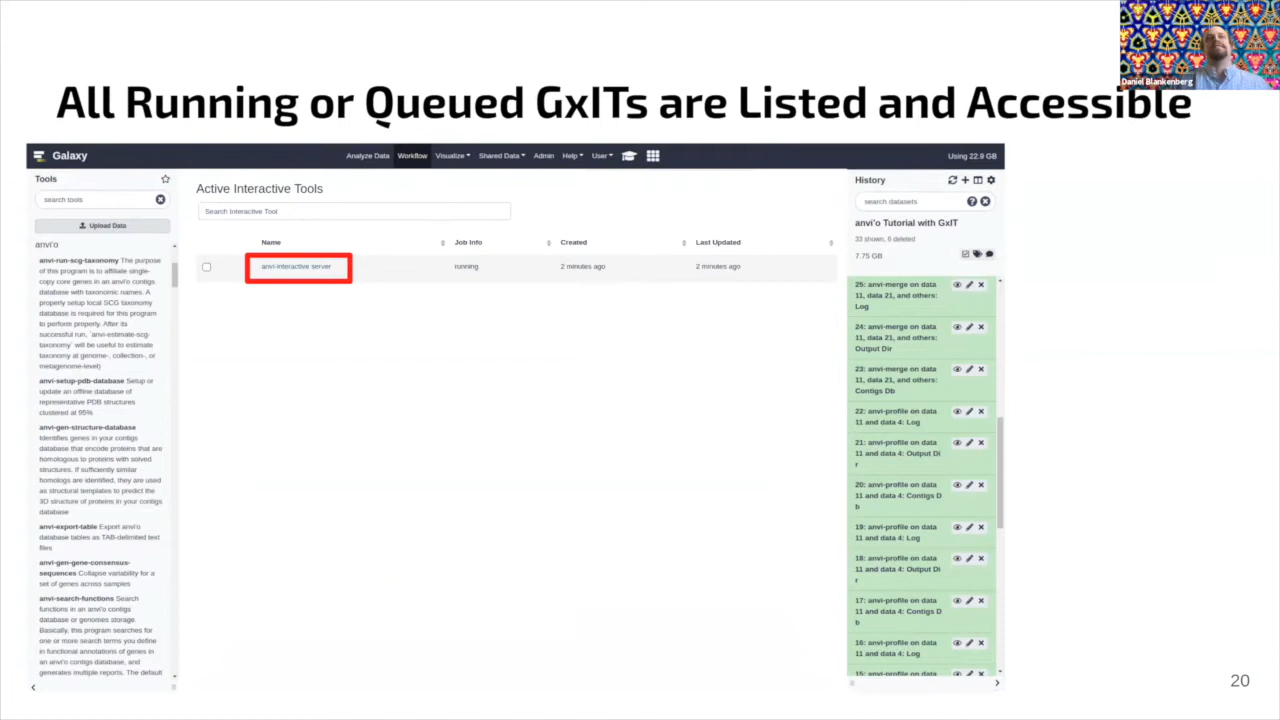 Daniel Blankenberg
All Running or Queued GxITs are Listed and Accessible
Galaxy
Analyze Data
Workflow
Visualize
Shared Data
Admin
Help
User
Using 22.9 GB
Tools
search tools
Upload Data
anvi'o
anvi-run-scg-taxonomy The purpose
of this program is to affiliate single-
copy core genes in an anvi'o contigs
database with taxonomic names. A
properly setup local SCG taxonomy
database is required for this program
to perform properly. After its
successful run, `anvi-estimate-scg-
taxonomy` will be useful to estimate
taxonomy at genome-, collection-, or
metagenome-level)
anvi-setup-pdb-database Setup or
update an offline database of
representative PDB structures
clustered at 95%
anvi-gen-structure-database
Identifies genes in your contigs
database that encode proteins that are
homologous to proteins with solved
structures. If sufficiently similar
homologs are identified, they are used
as structural templates to predict the
3D structure of proteins in your contigs
database
anvi-export-table Export anvi'o
database tables as TAB-delimited text
files
anvi-gen-gene-consensus-
sequences Collapse variability for a
set of genes across samples
anvi-search-functions Search
functions in an anvi'o contigs
database or genomes storage.
Basically, this program searches for
one or more search terms you define
in functional annotations of genes in
an anvi'o contigs database, and
generates multiple reports. The default
Active Interactive Tools
Search Interactive Tool
Name
Job Info
Created
Last Updated
anvi-interactive server
running
2 minutes ago
2 minutes ago
History
search datasets
anvi'o Tutorial with GxIT
33 shown, 6 deleted
7.75 GB
25: anvi-merge on data
11, data 21, and others:
Log
24: anvi-merge on data
11, data 21, and others:
Output Dir
23: anvi-merge on data
11, data 21, and others:
Contigs Db
22: anvi-profile on data
11 and data 4: Log
21: anvi-profile on data
11 and data 4: Output Di
r
20: anvi-profile on data
11 and data 4: Contigs D
b
19: anvi-profile on data
11 and data 4: Log
18: anvi-profile on data
11 and data 4: Output Di
r
17: anvi-profile on data
11 and data 4: Contigs D
b
16: anvi-profile on data
11 and data 4: Log
15: anvi-profile on data
20